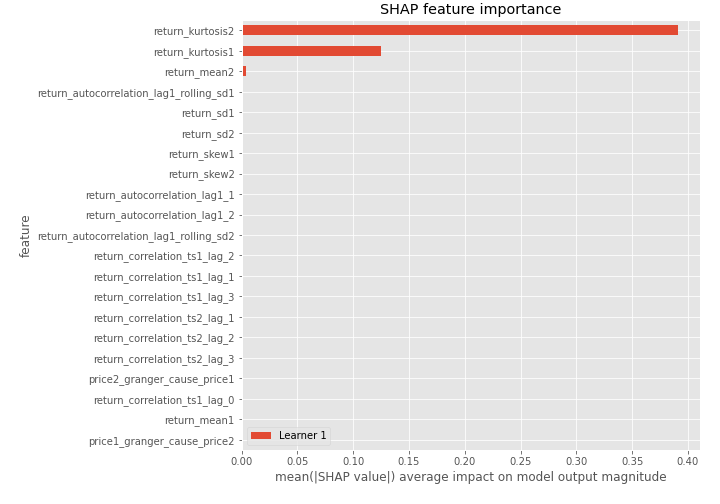 SHAP feature importance
return_kurtosis2
return_kurtosis1
return_mean2
return_autocorrelation_lag1_rolling_sd1
return_sd1
return_sd2
return_skew1
return_skew2
return_autocorrelation_lag1_1
return_autocorrelation_lag1_2
return_autocorrelation_lag1_rolling_sd2
return_correlation_ts1_lag_2
return_correlation_ts1_lag_1
return_correlation_ts1_lag_3
return_correlation_ts2_lag_1
return_correlation_ts2_lag_2
return_correlation_ts2_lag_3
price2_granger_cause_price1
return_correlation_ts1_lag_0
return_mean1
price1_granger_cause_price2
feature
Learner 1
0.00 0.05 0.10 0.15 0.20 0.25 0.30 0.35 0.40
mean(|SHAP value|) average impact on model output magnitude